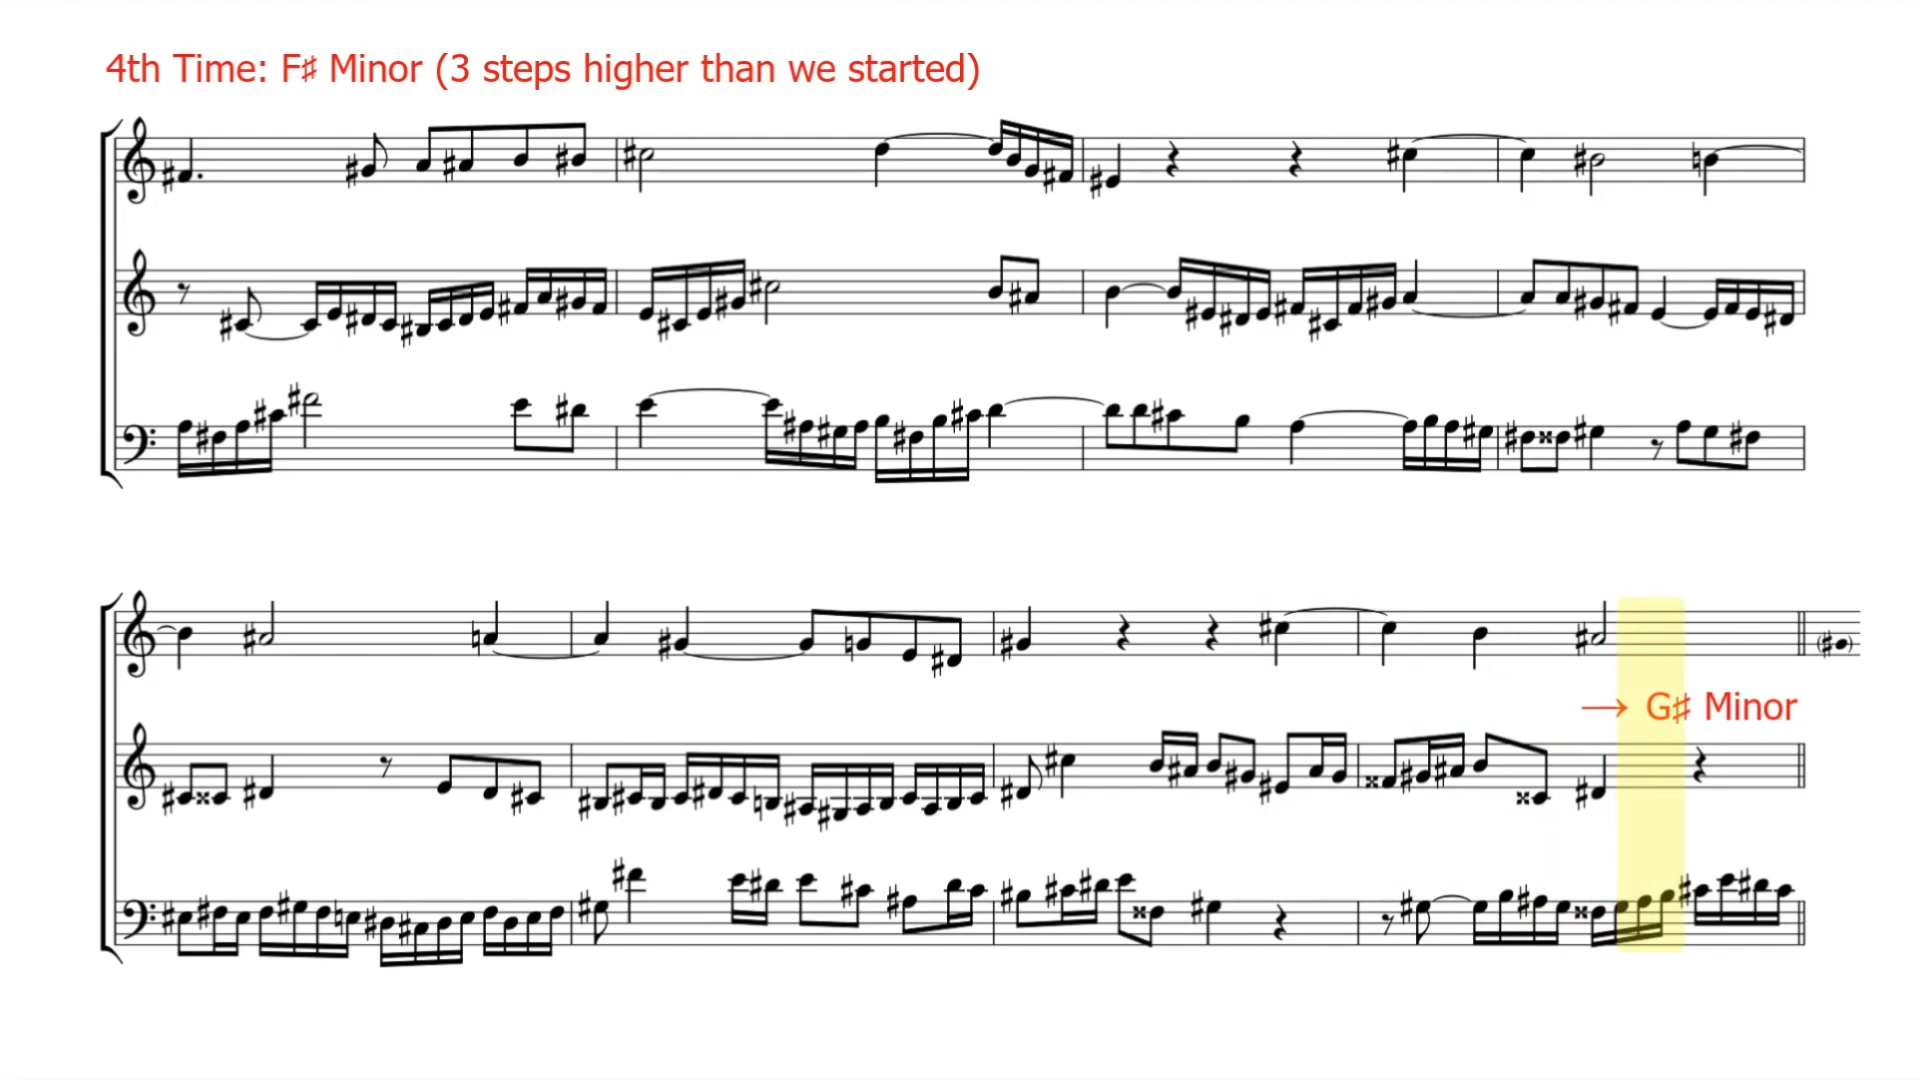 4th Time: F♯ Minor (3 steps higher than we started)
→ G♯ Minor